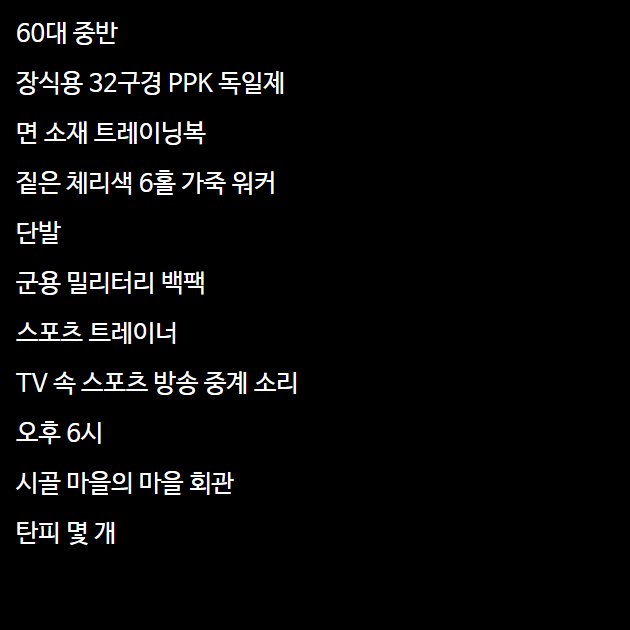 60대 중반
장식용 32구경 PPK 독일제
면 소재 트레이닝복
짙은 체리색 6홀 가죽 워커
단발
군용 밀리터리 백팩
스포츠 트레이너
TV 속 스포츠 방송 중계 소리
오후 6시
시골 마을의 마을 회관
탄피 몇 개